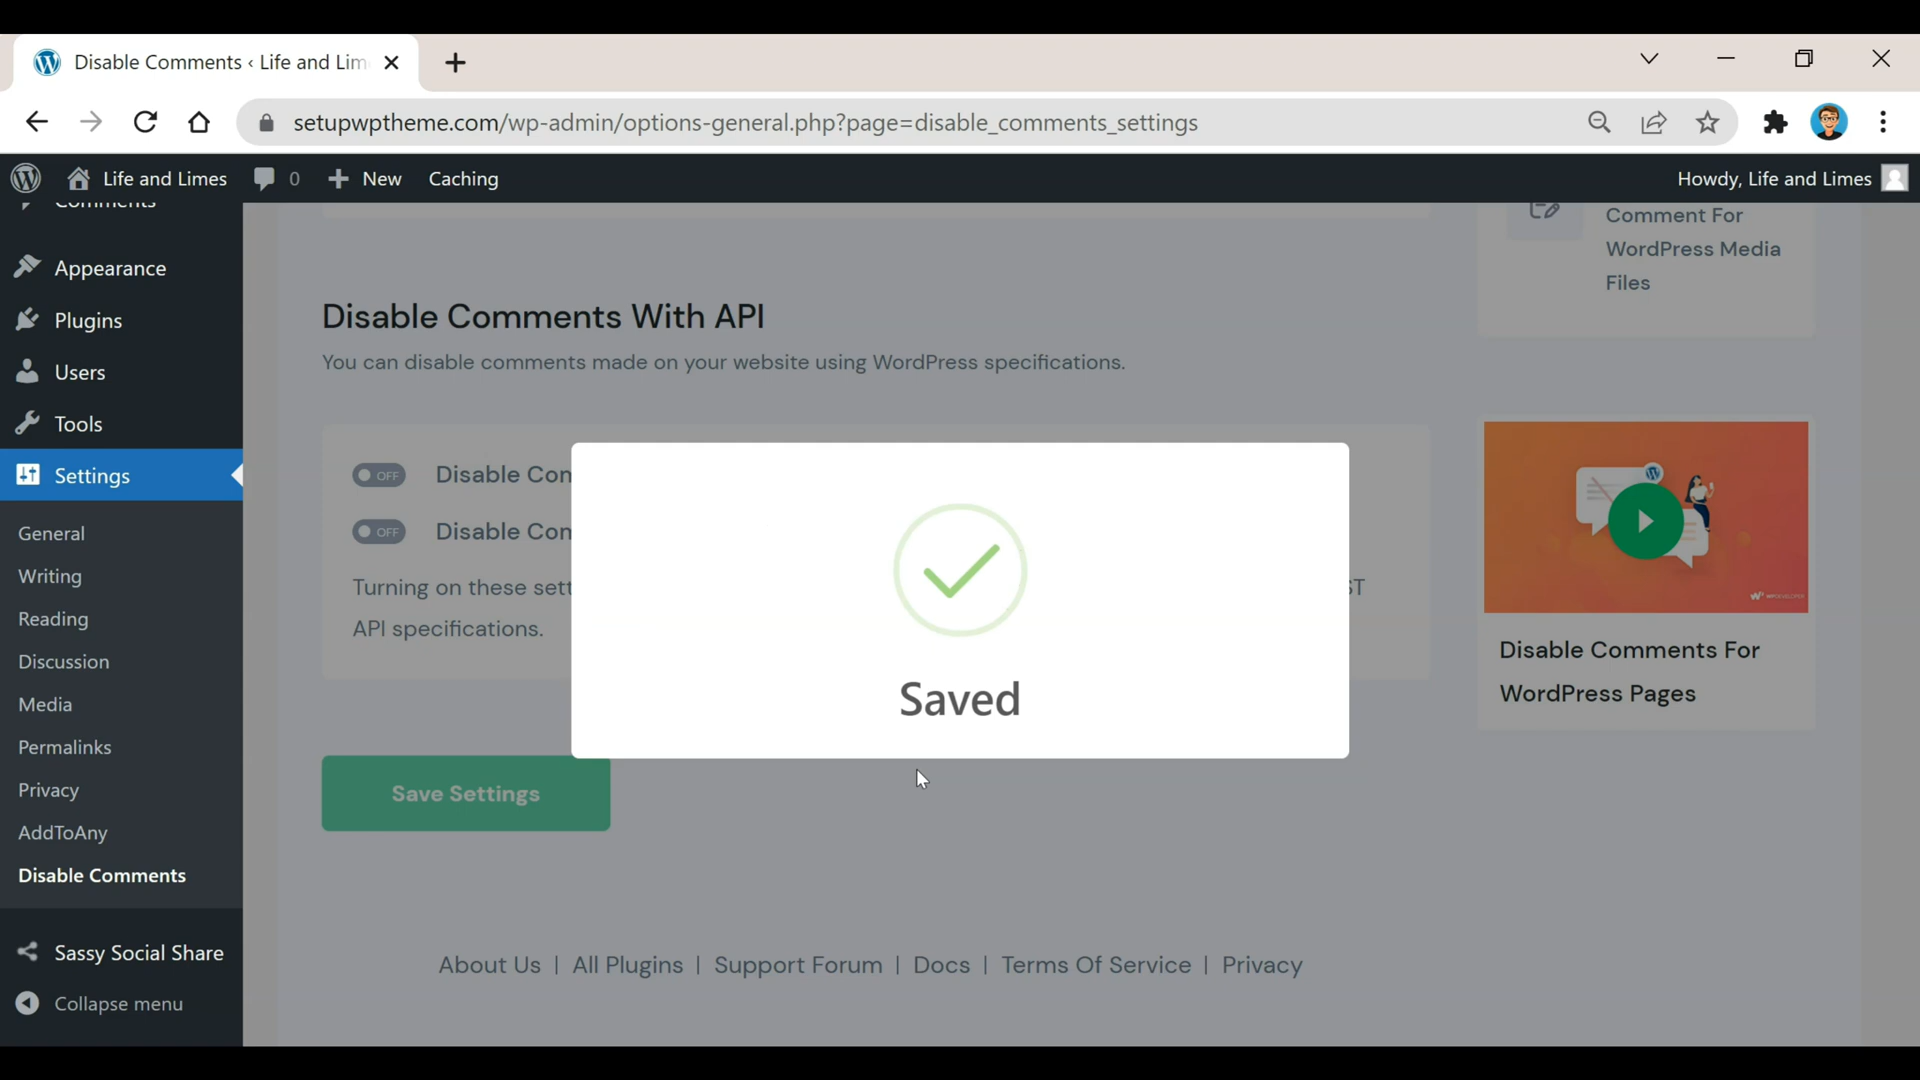 Disable Comments ‹ Life and Lim
setupwptheme.com/wp-admin/options-general.php?page=disable_comments_settings
Life and Limes
0
New
Caching
Howdy, Life and Limes
Comments
Appearance
Plugins
Users
Tools
Settings
General
Writing
Reading
Discussion
Media
Permalinks
Privacy
AddToAny
Disable Comments
Sassy Social Share
Collapse menu
Disable Comments With API
You can disable comments made on your website using WordPress specifications.
OFF
Disable Con
OFF
Disable Con
Turning on these sett
ST
API specifications.
Saved
Save Settings
Comment For
WordPress Media
Files
Disable Comments For
WordPress Pages
About Us | All Plugins | Support Forum | Docs | Terms Of Service | Privacy